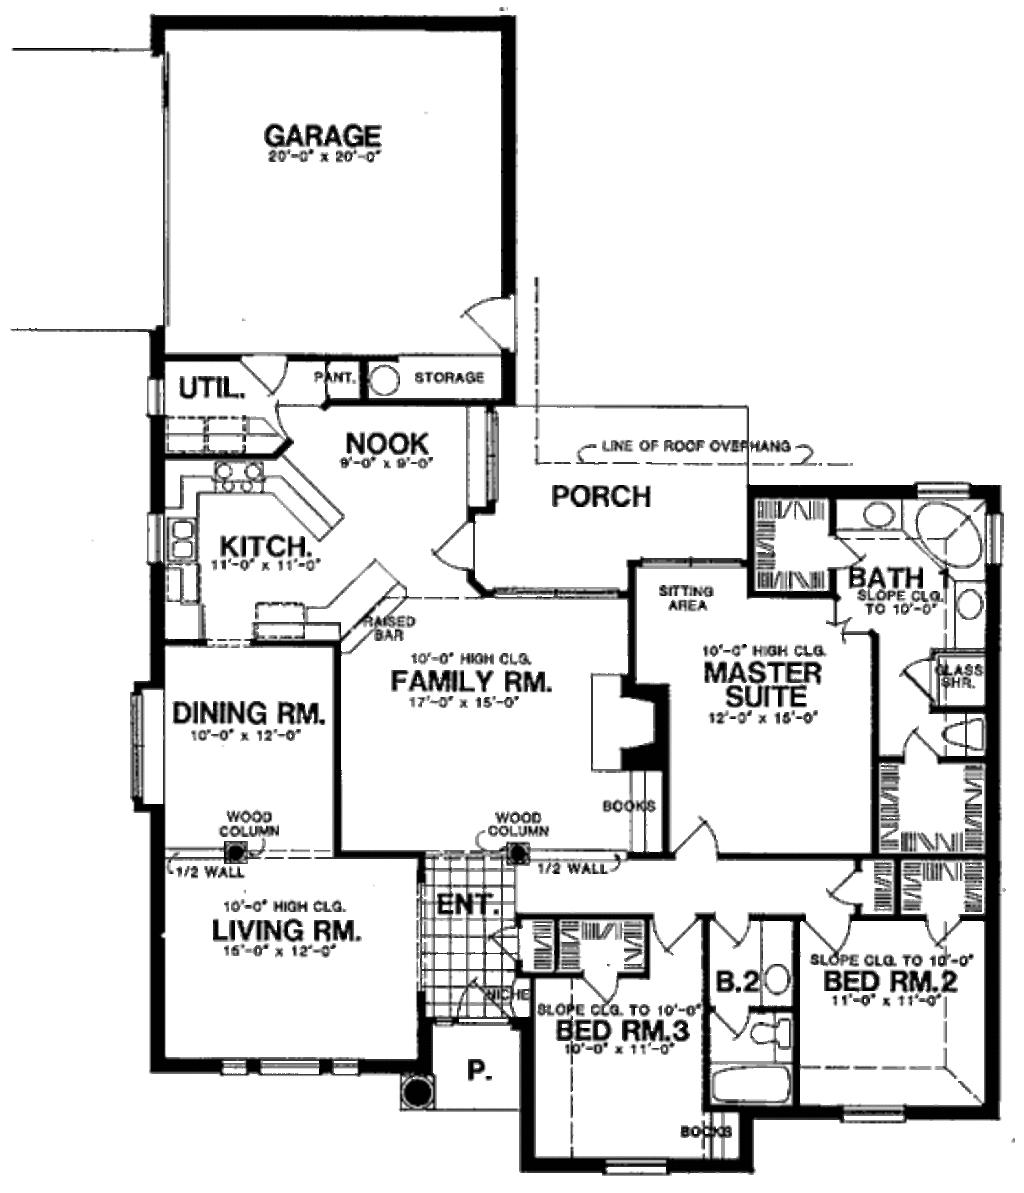 GARAGE
20'-0" x 20'-0"
UTIL.
PANT.
STORAGE
NOOK
9'-0" x 9'-0"
LINE OF ROOF OVERHANG
PORCH
KITCH.
11'-0" x 11'-0"
BATH
SLOPE CLG.
TO 10'-0"
SITTING
AREA
RAISED
BAR
10'-0" HIGH CLG.
FAMILY RM.
17'-0" x 15'-0"
10'-0" HIGH CLG.
MASTER
SUITE
12'-0" x 15'-0"
GLASS
SHR.
DINING RM.
10'-0" x 12'-0"
BOOKS
WOOD
COLUMN
WOOD
COLUMN
1/2 WALL
1/2 WALL
ENT.
10'-0" HIGH CLG.
LIVING RM.
16'-0" x 12'-0"
NICHE
SLOPE CLG. TO 10'-0"
BED RM.3
10'-0" x 11'-0"
B.2
SLOPE CLG. TO 10'-0"
BED RM.2
11'-0" x 11'-0"
P.
BOOKS